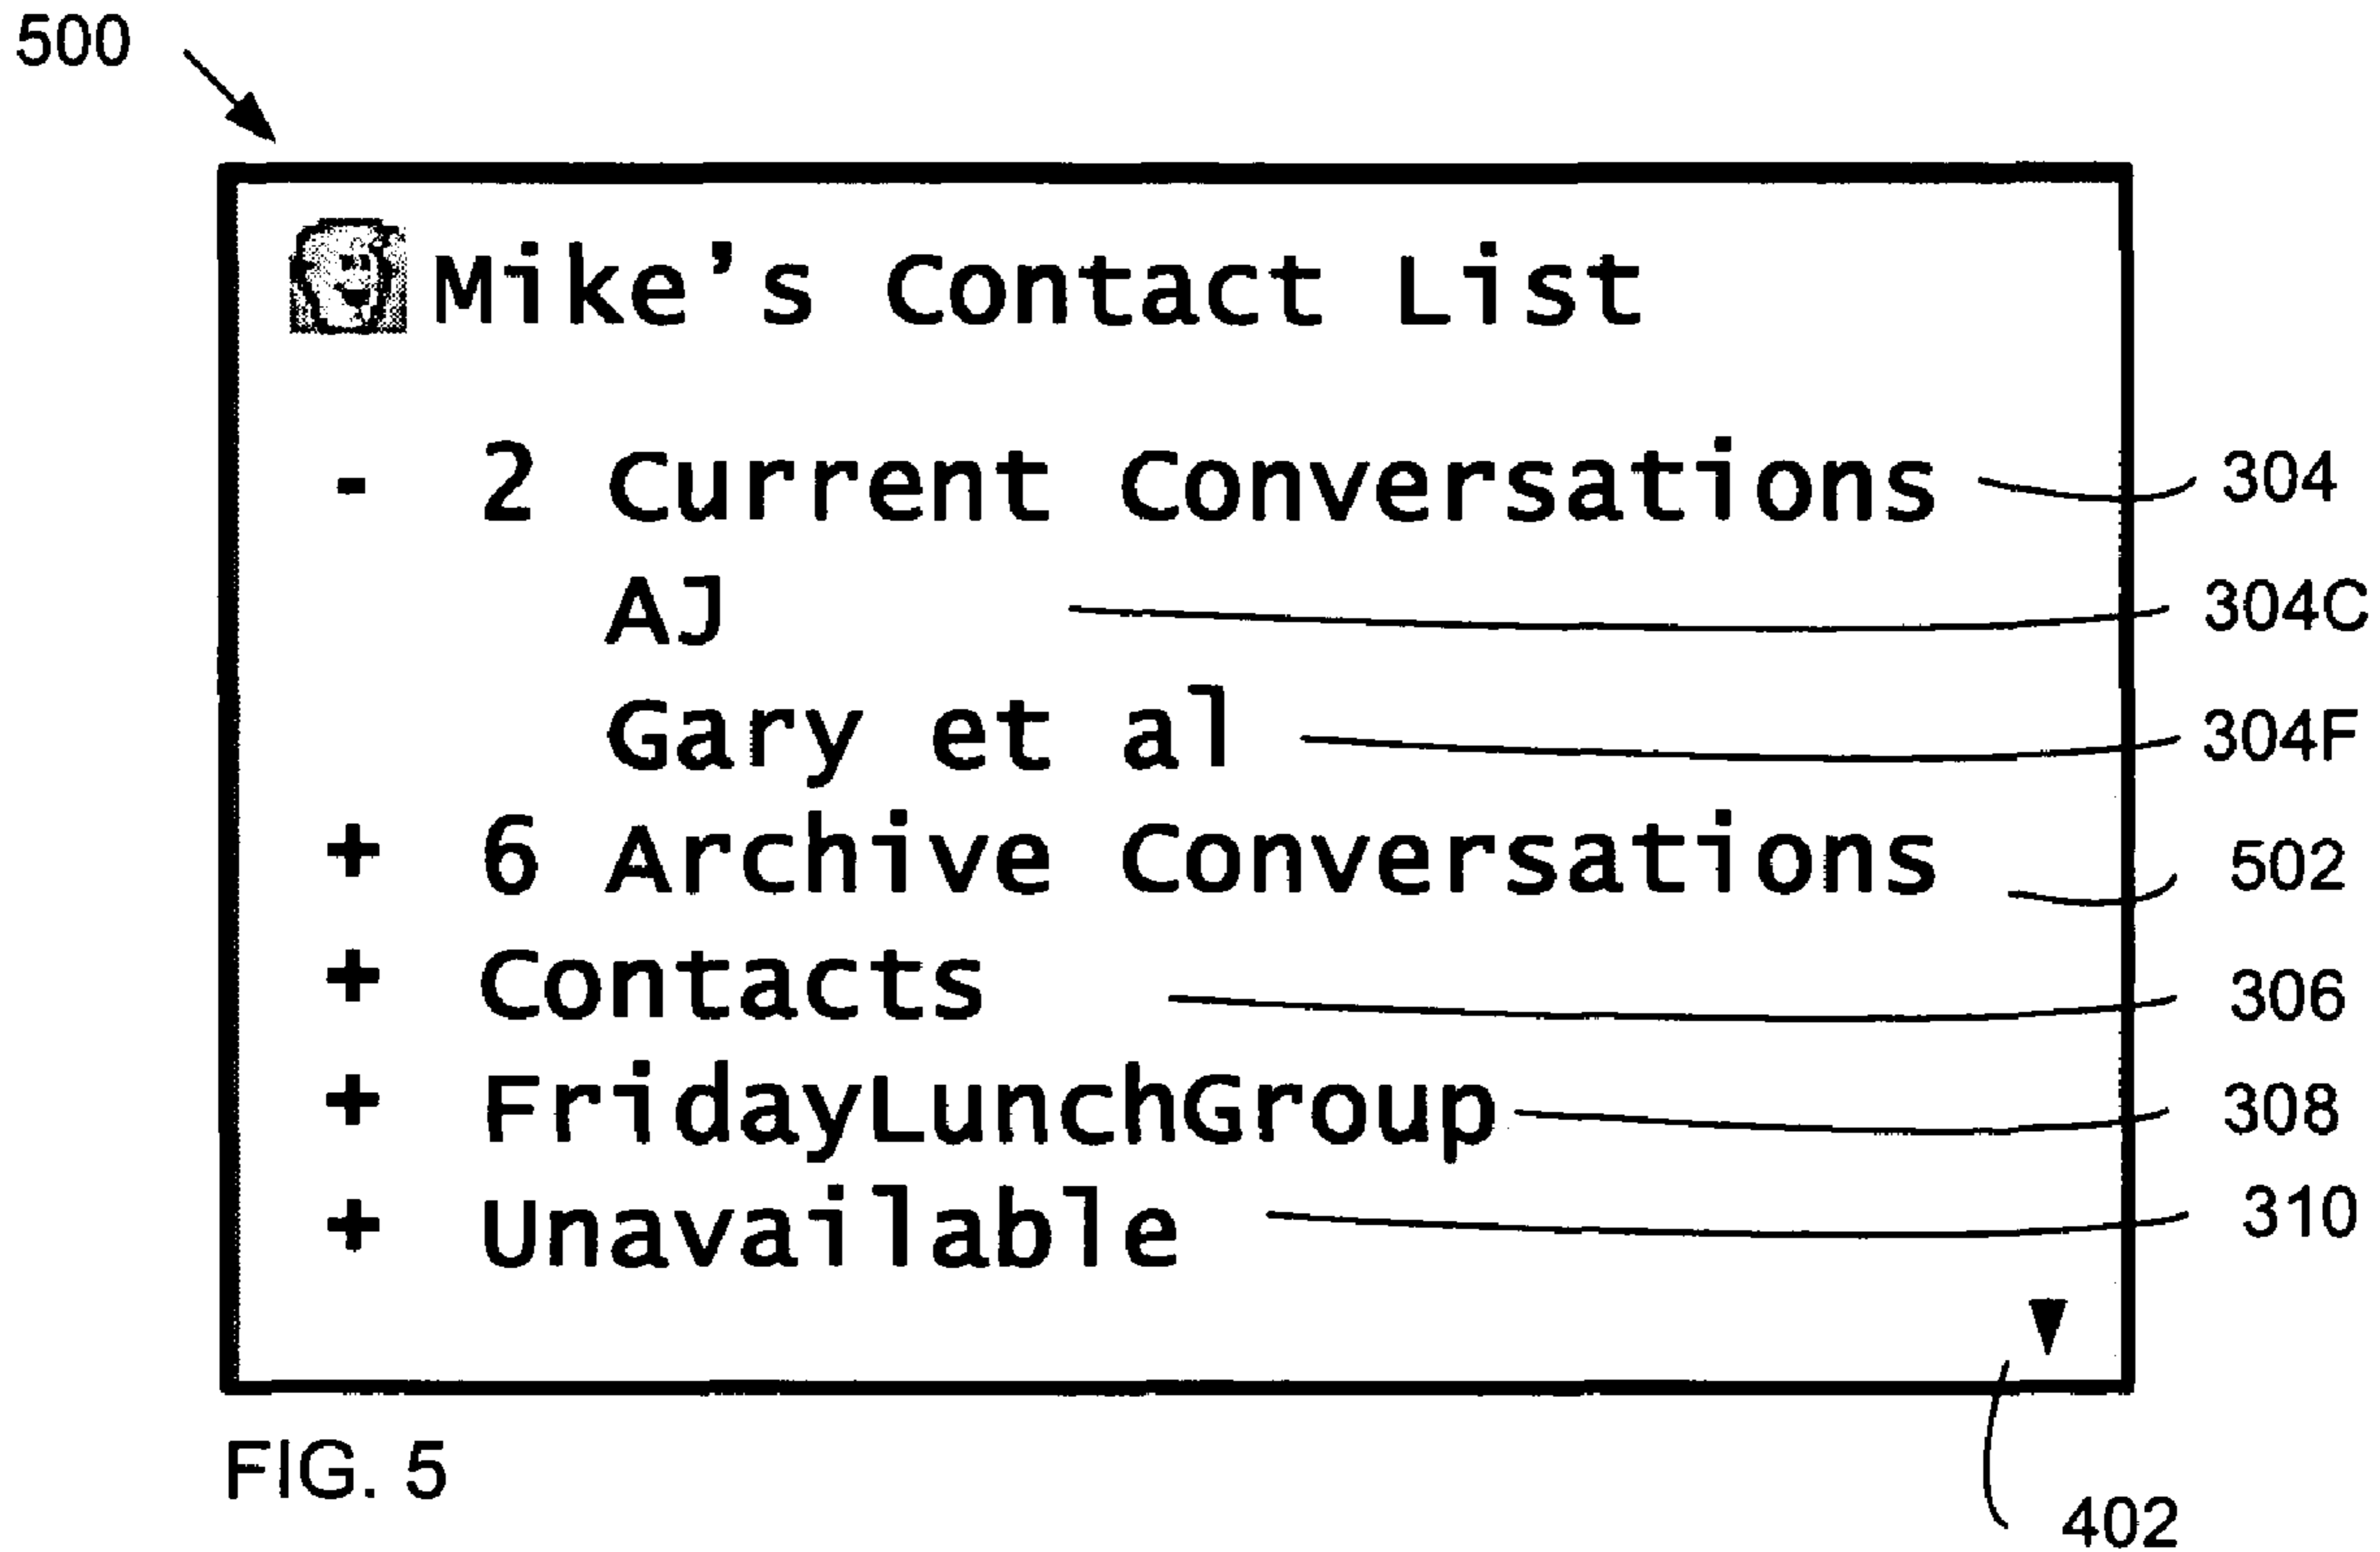 500
Mike's Contact List
- 2 Current Conversations 304
AJ 304C
Gary et al 304F
+ 6 Archive Conversations 502
+ Contacts 306
+ FridayLunchGroup 308
+ Unavailable 310
FIG. 5
402